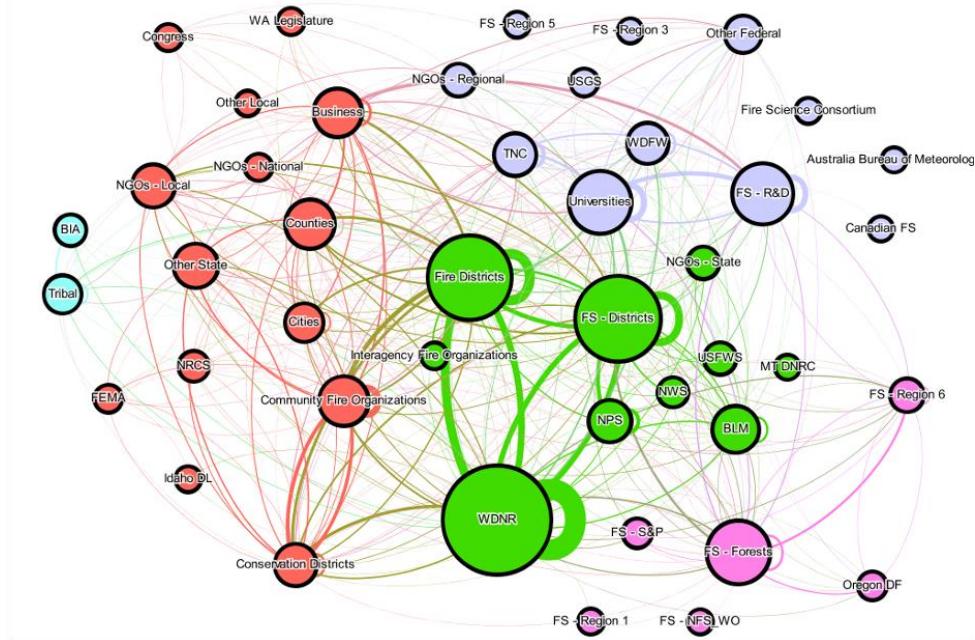 WA Legislature
FS - Region 5
FS - Region 3
Congress
Other Federal
NGOs - Regional
USGS
Other Local
Business
Fire Science Consortium
WDFW
TNC
Australia Bureau of Meteorolog
NGOs - National
NGOs - Local
Universities
FS - R&D
BIA
Counties
Canadian FS
Other State
NGOs - State
Fire Districts
Tribal
FS - Districts
Cities
Interagency Fire Organizations
USFWS
MT DNRC
NRCS
NWS
FS - Region 6
FEMA
Community Fire Organizations
NPS
BLM
Idaho DL
WDNR
FS - S&P
FS - Forests
Conservation Districts
Oregon DF
FS - Region 1
FS - NFS_WO